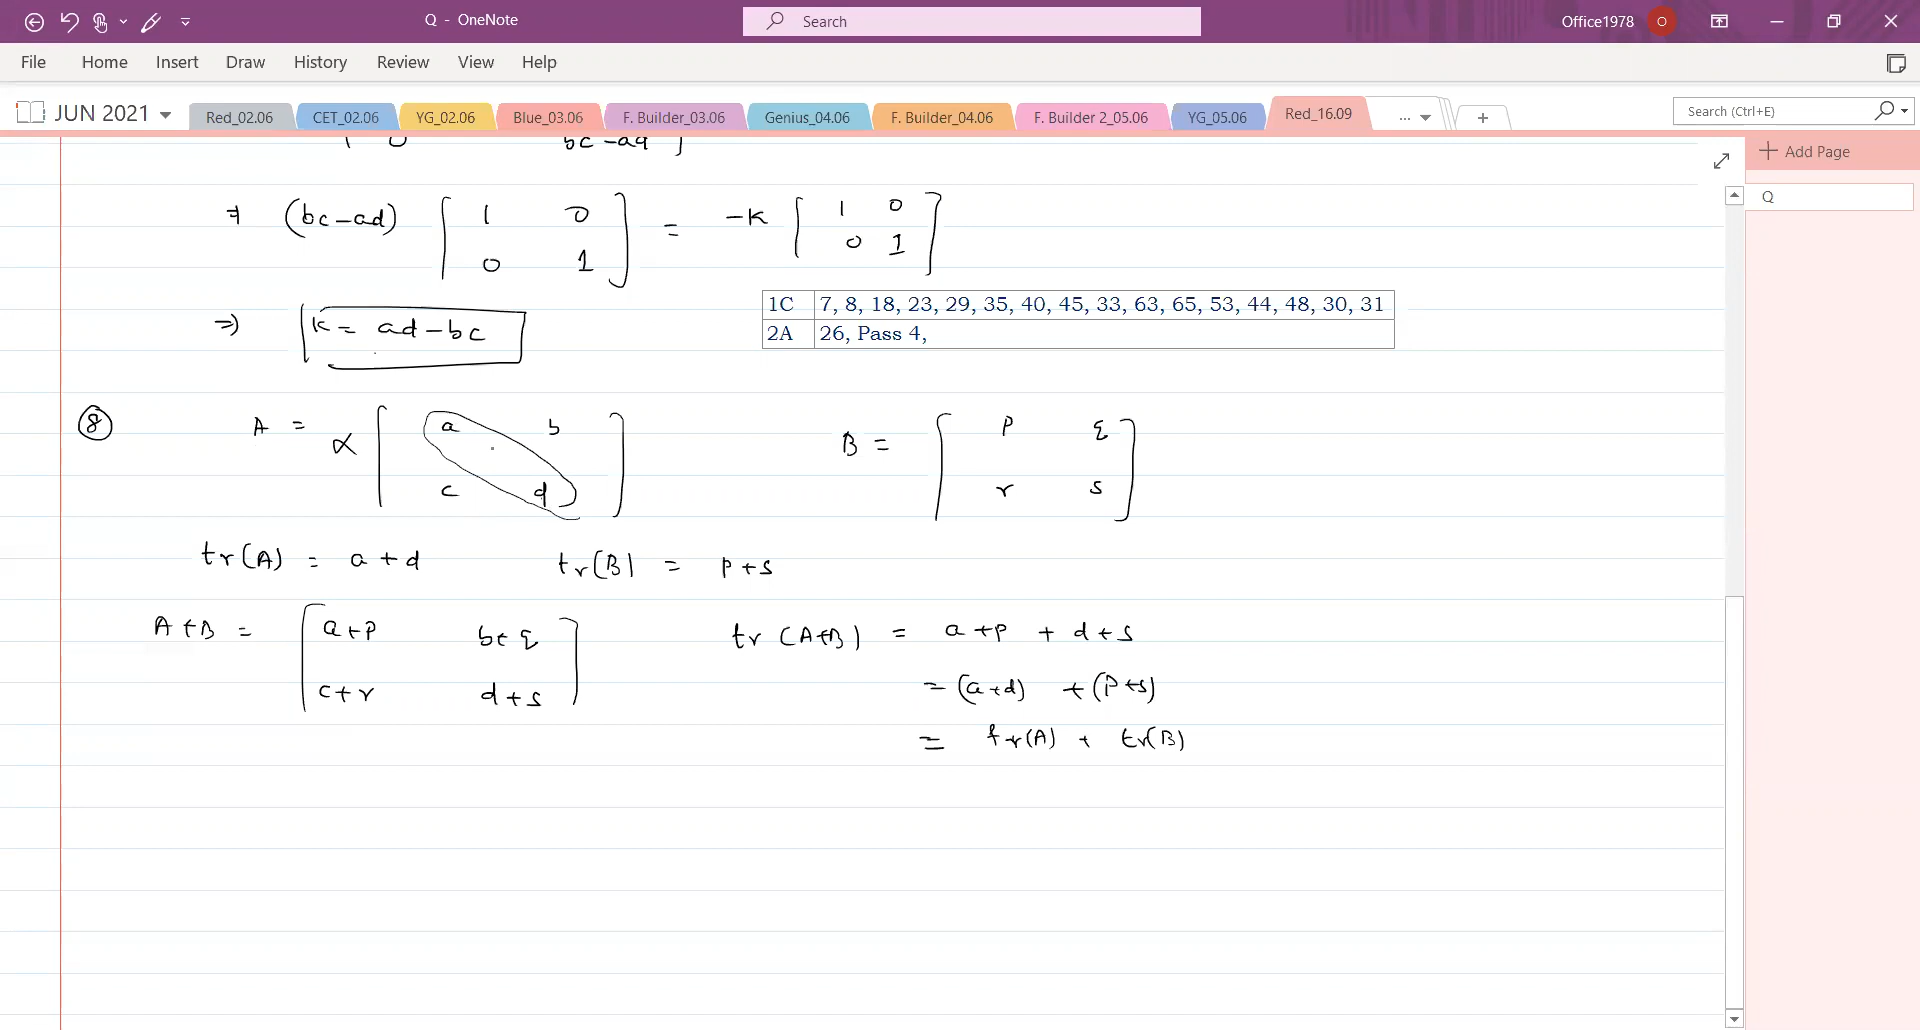 Q - OneNote
Search
Office1978 O
File Home Insert Draw History Review View Help
JUN 2021 Red_02.06 CET_02.06 YG_02.06 Blue_03.06 F. Builder_03.06 Genius_04.06 F. Builder_04.06 F. Builder 2_05.06 YG_05.06 Red_16.09 ... +
Search (Ctrl+E)
Add Page
Q
bc-ad ]
⇒ (bc-ad) [ 1 0 ] = -k [ 1 0 ]
0 1 0 1
1C 7, 8, 18, 23, 29, 35, 40, 45, 33, 63, 65, 53, 44, 48, 30, 31
2A 26, Pass 4,
⇒ k = ad-bc
8 A = α [ a b ] B = [ p q ]
c d r s
tr(A) = a+d tr(B) = p+s
A+B = [ a+p b+q ] tr(A+B) = a+p + d+s
c+r d+s
= (a+d) + (p+s)
= tr(A) + tr(B)